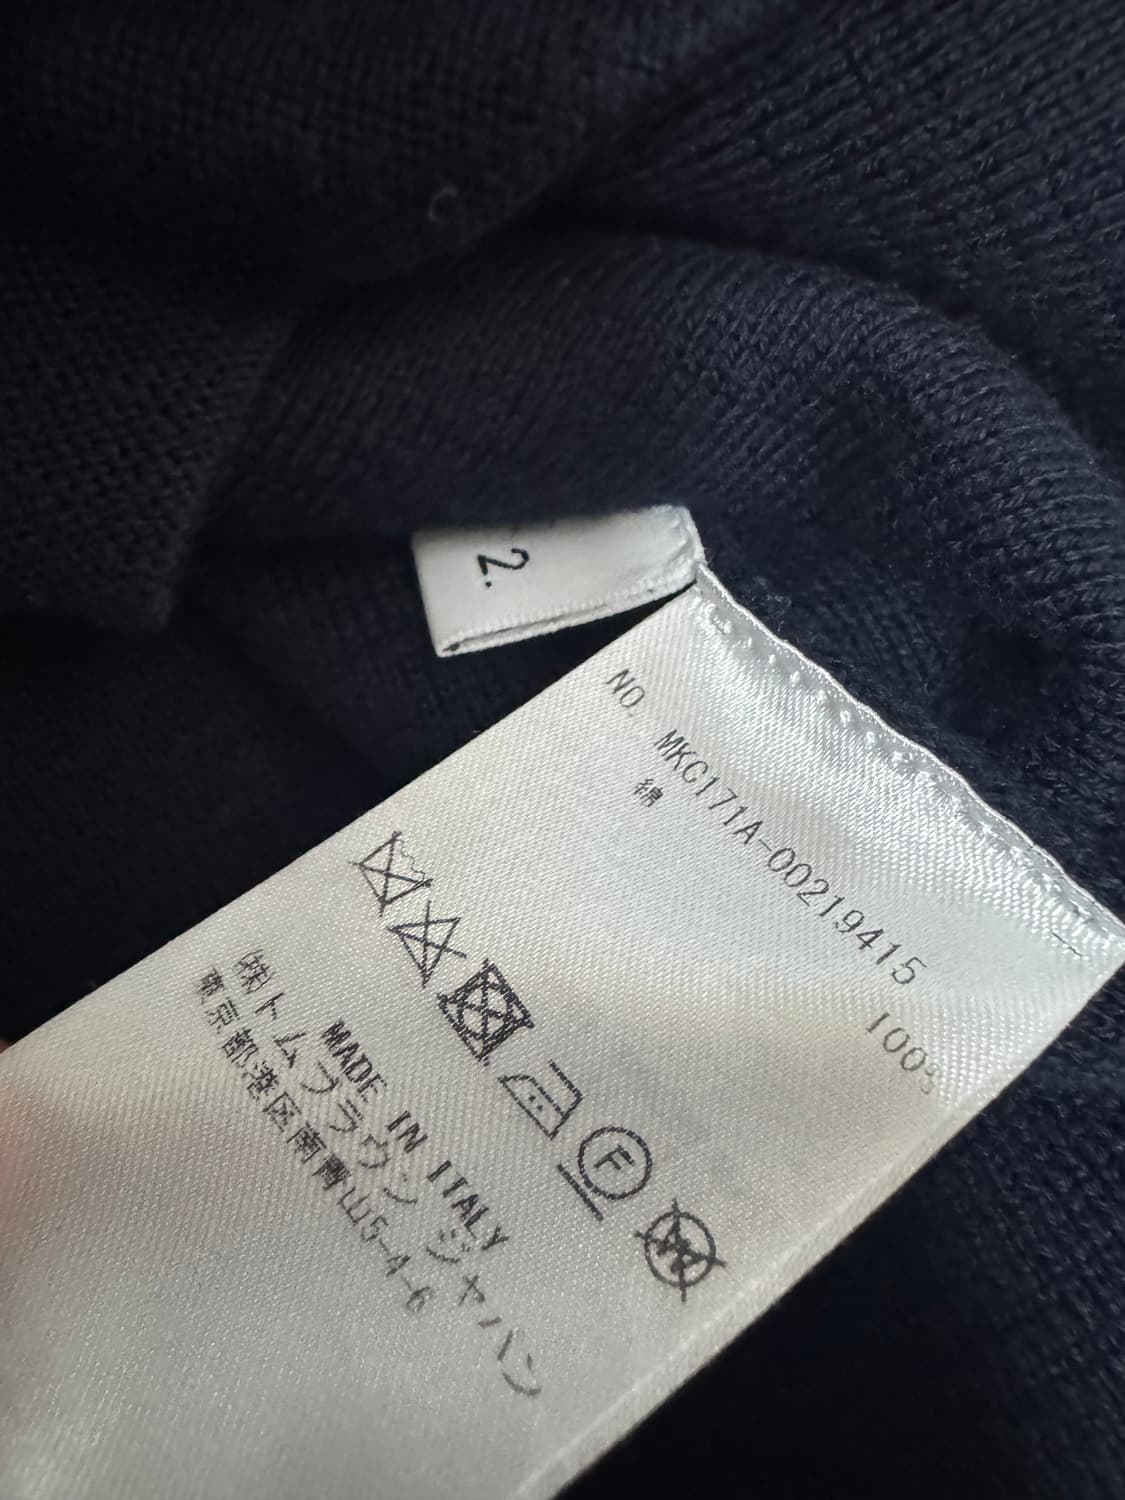 2.
NO. MKC171A-00219415
綿 100%
F
W
MADE IN ITALY
㈱トムブラウン ジャパン
東京都港区南青山5-4-6